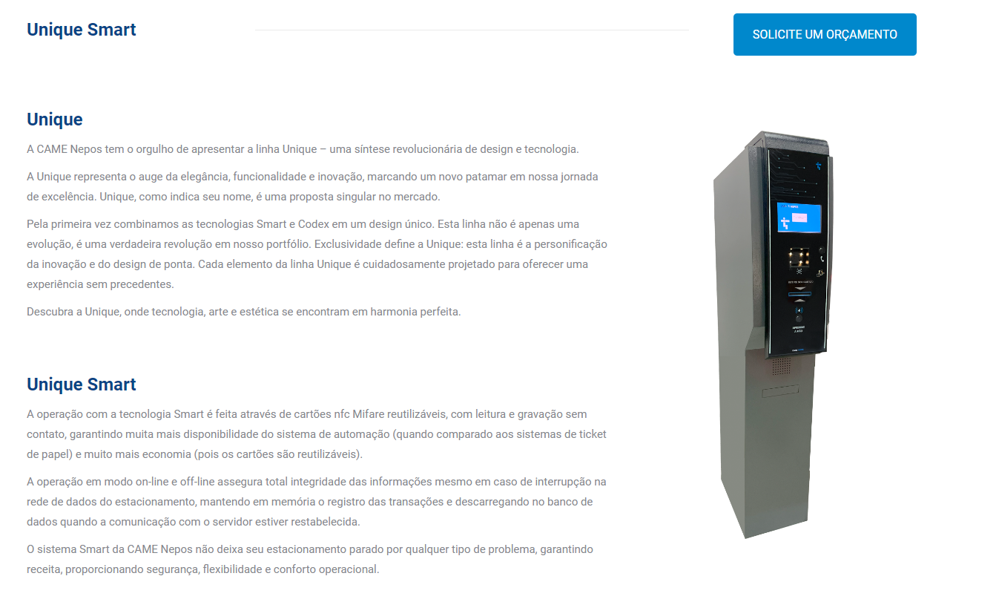 Unique Smart
SOLICITE UM ORÇAMENTO
Unique
A CAME Nepos tem o orgulho de apresentar a linha Unique – uma síntese revolucionária de design e tecnologia.
A Unique representa o auge da elegância, funcionalidade e inovação, marcando um novo patamar em nossa jornada
de excelência. Unique, como indica seu nome, é uma proposta singular no mercado.
Pela primeira vez combinamos as tecnologias Smart e Codex em um design único. Esta linha não é apenas uma
evolução, é uma verdadeira revolução em nosso portfólio. Exclusividade define a Unique: esta linha é a personificação
da inovação e do design de ponta. Cada elemento da linha Unique é cuidadosamente projetado para oferecer uma
experiência sem precedentes.
Descubra a Unique, onde tecnologia, arte e estética se encontram em harmonia perfeita.
Unique Smart
A operação com a tecnologia Smart é feita através de cartões nfc Mifare reutilizáveis, com leitura e gravação sem
contato, garantindo muita mais disponibilidade do sistema de automação (quando comparado aos sistemas de ticket
de papel) e muito mais economia (pois os cartões são reutilizáveis).
A operação em modo on-line e off-line assegura total integridade das informações mesmo em caso de interrupção na
rede de dados do estacionamento, mantendo em memória o registro das transações e descarregando no banco de
dados quando a comunicação com o servidor estiver restabelecida.
O sistema Smart da CAME Nepos não deixa seu estacionamento parado por qualquer tipo de problema, garantindo
receita, proporcionando segurança, flexibilidade e conforto operacional.